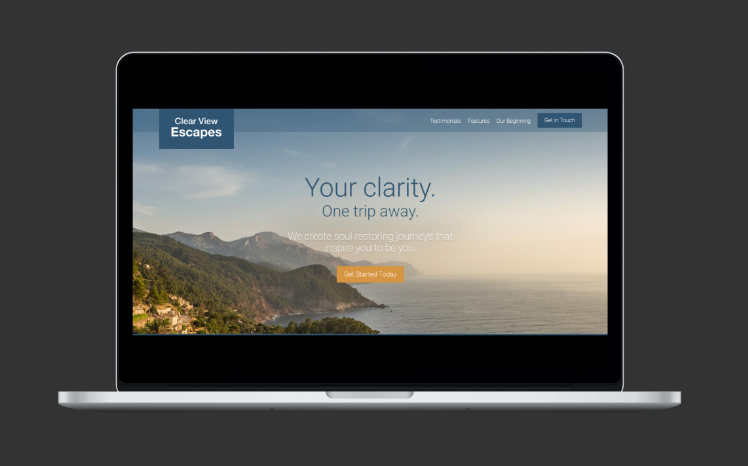 Clear View
Escapes
Testimonials Features Our Beginning Get in Touch
Your clarity.
One trip away.
We create soul restoring journeys that
inspire you to be you.
Get Started Today